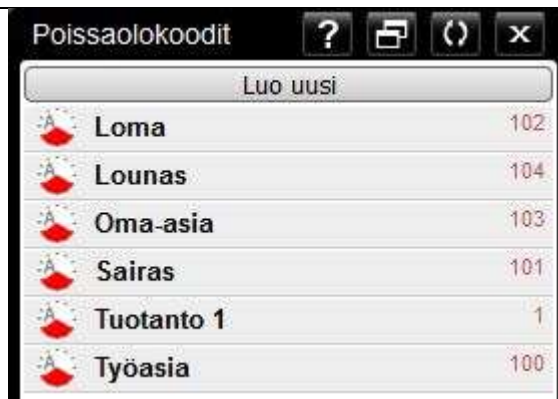 Poissaolokoodit ?
Luo uusi
Loma 102
Lounas 104
Oma-asia 103
Sairas 101
Tuotanto 1 1
Työasia 100